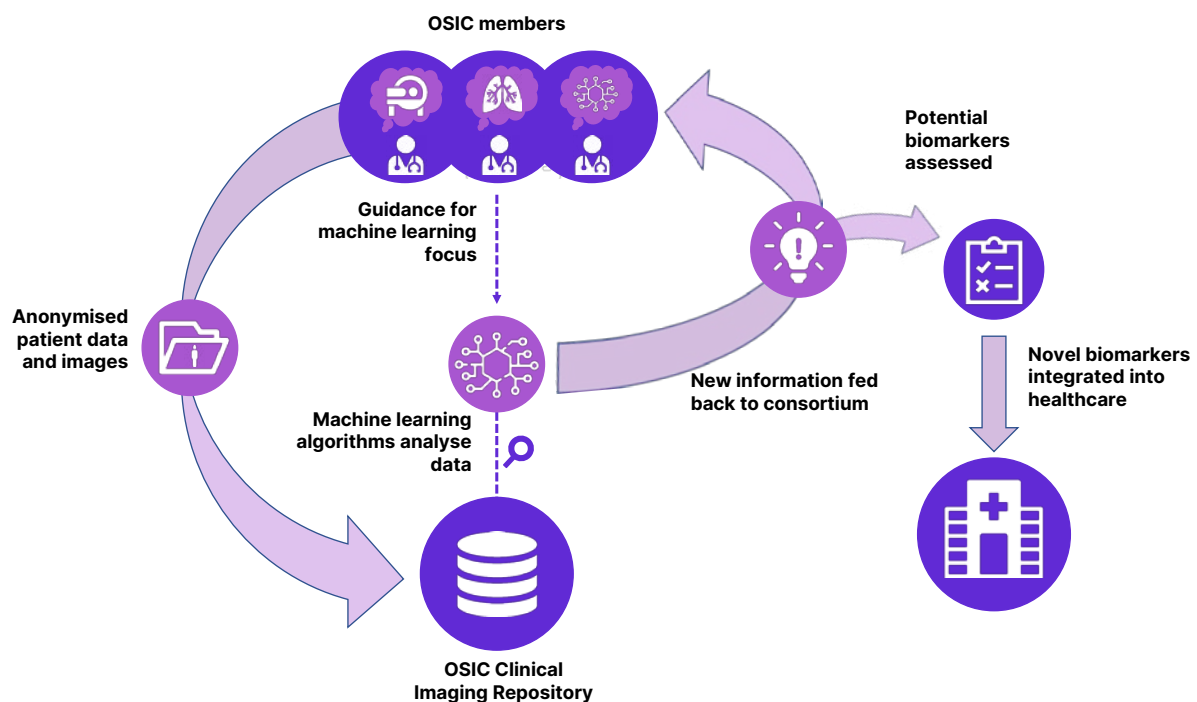 OSIC members
Potential
biomarkers
assessed
Guidance for
machine learning
focus
Anonymised
patient data
and images
Novel biomarkers
integrated into
healthcare
New information fed
back to consortium
Machine learning
algorithms analyse
data
OSIC Clinical
Imaging Repository